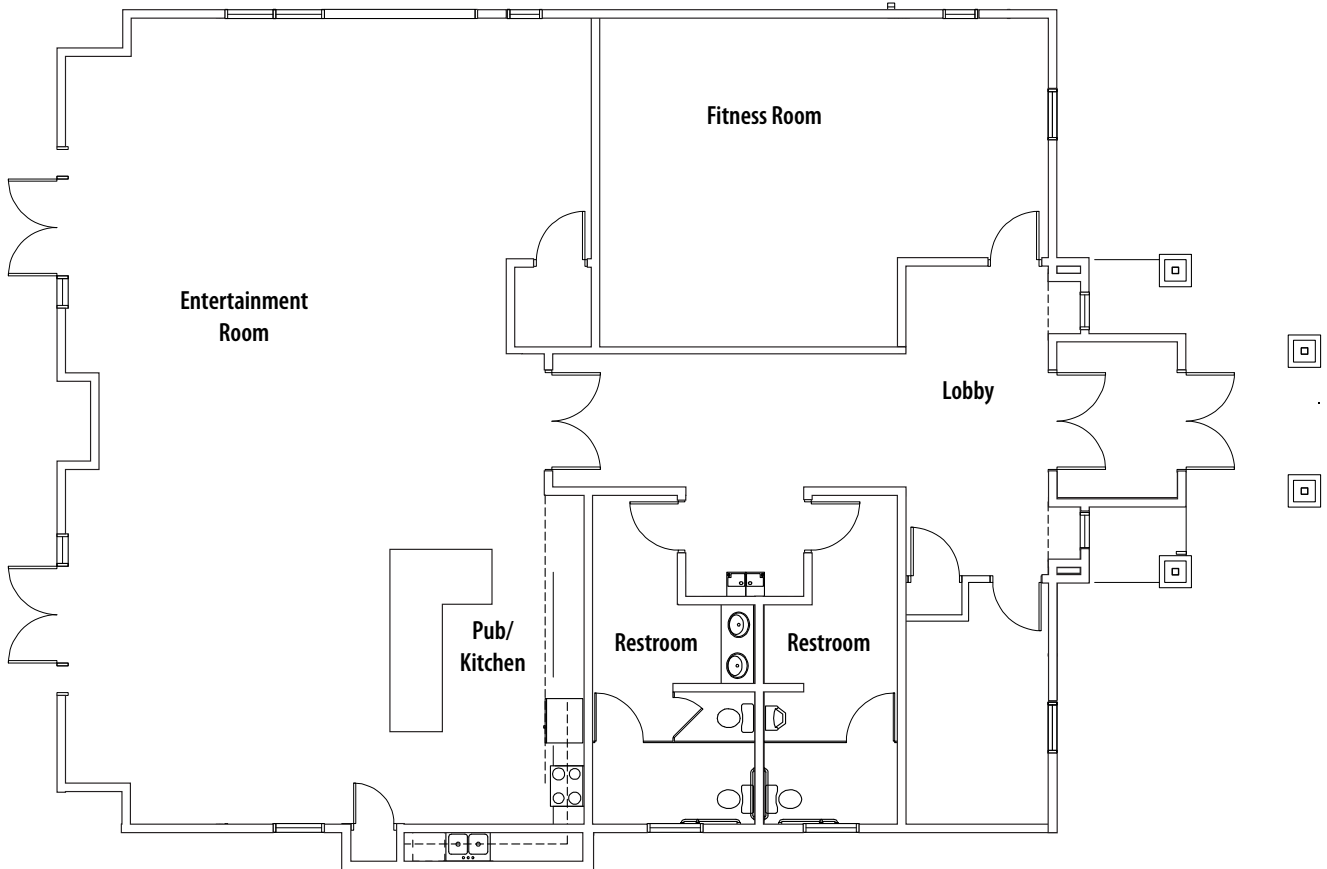 Fitness Room
Entertainment
Room
Lobby
Pub/
Kitchen
Restroom
Restroom